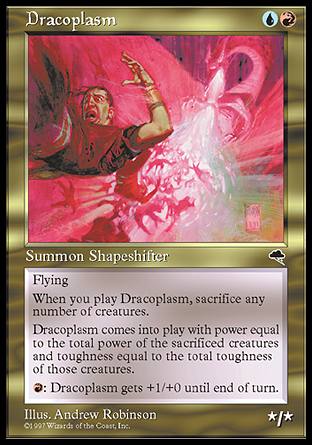 Dracoplasm
Summon Shapeshifter
Flying
When you play Dracoplasm, sacrifice any
number of creatures.
Dracoplasm comes into play with power equal
to the total power of the sacrificed creatures
and toughness equal to the total toughness
of those creatures.
: Dracoplasm gets +1/+0 until end of turn.
Illus. Andrew Robinson
©1997 Wizards of the Coast, Inc.
*/*